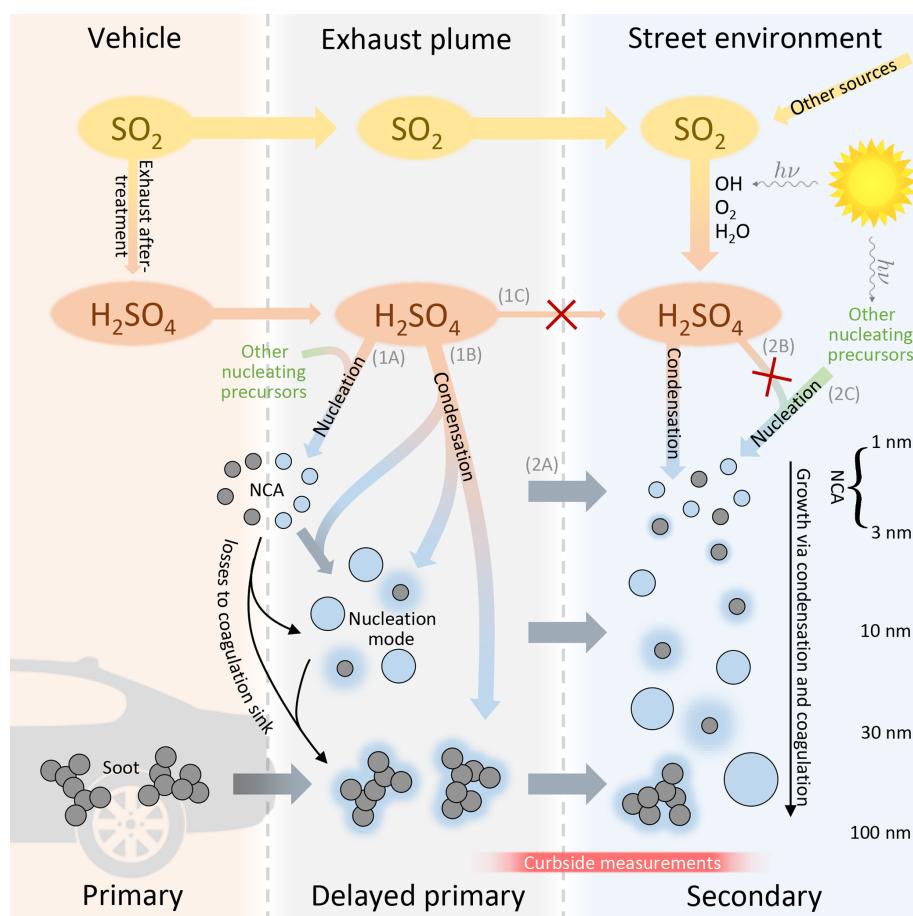 Vehicle
Exhaust plume
Street environment
Other sources
SO2
SO2
SO2
Exhaust after-
treatment
OH
O2
H2O
hν
hν
H2SO4
H2SO4
H2SO4
(1C)
Other
nucleating
precursors
(1A)
(1B)
Nucleation
Condensation
Condensation
(2B)
Other nucleating
precursors
(2C)
Nucleation
NCA
(2A)
1 nm
NCA
3 nm
Growth via condensation and coagulation
losses to coagulation sink
Nucleation
mode
10 nm
30 nm
Soot
100 nm
Curbside measurements
Primary
Delayed primary
Secondary